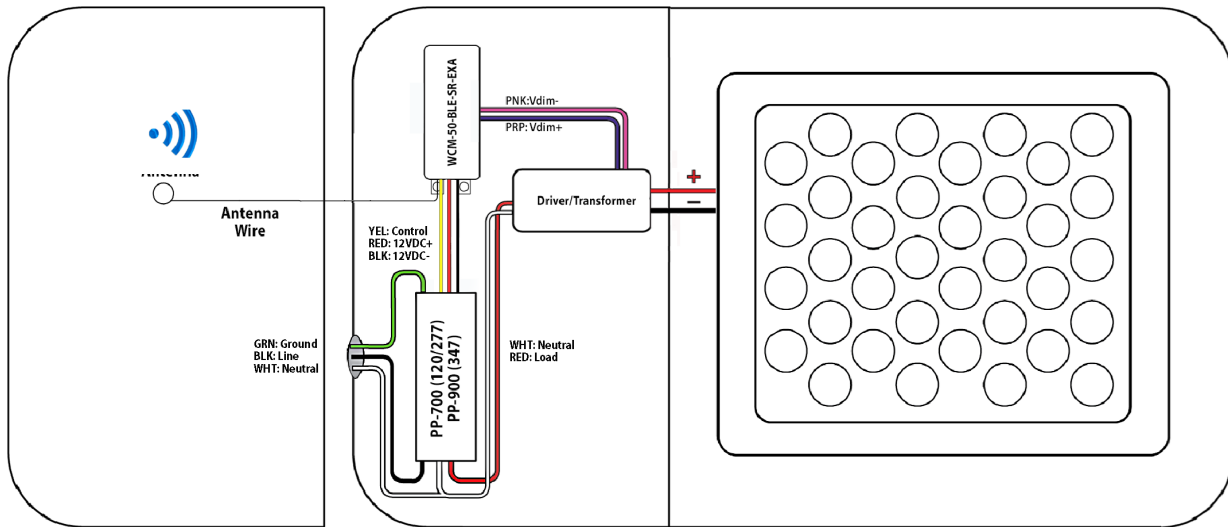 WCM-50-BLE-SR-EXA
PNK:Vdim-
PRP:Vdim+
Antenna
Antenna
Wire
Driver/Transformer
+
–
YEL: Control
RED: 12VDC+
BLK: 12VDC-
GRN: Ground
BLK: Line
WHT: Neutral
PP-700 (120/277)
PP-900 (347)
WHT: Neutral
RED: Load